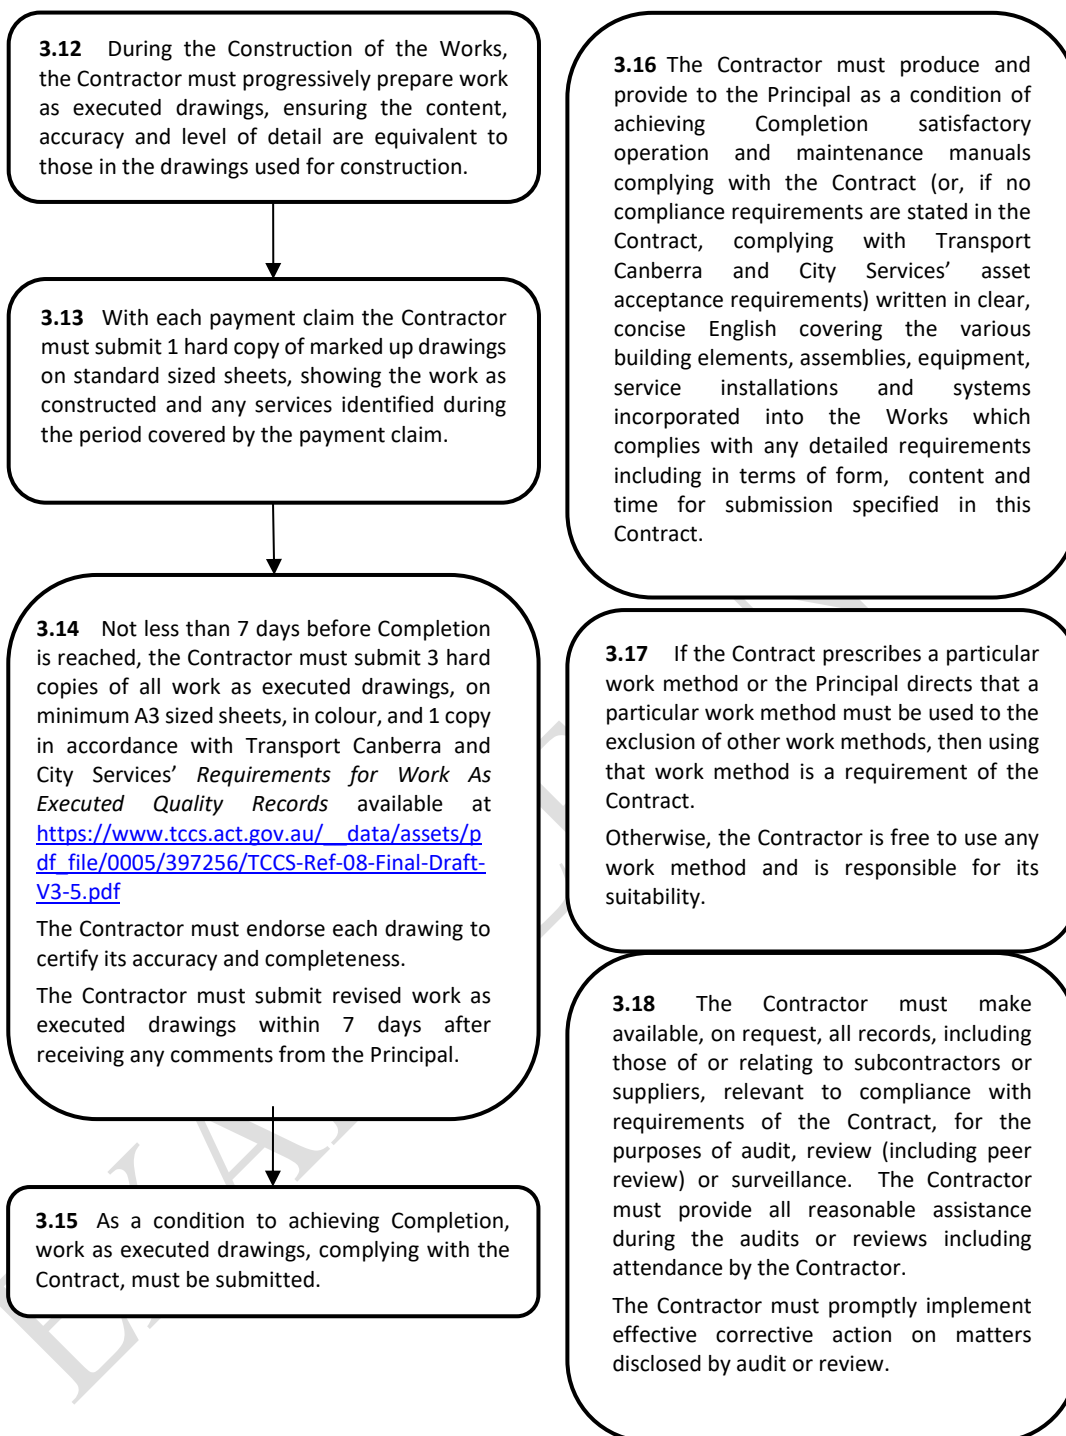 3.12 During the Construction of the Works,
the Contractor must progressively prepare work
as executed drawings, ensuring the content,
accuracy and level of detail are equivalent to
those in the drawings used for construction.
3.13 With each payment claim the Contractor
must submit 1 hard copy of marked up drawings
on standard sized sheets, showing the work as
constructed and any services identified during
the period covered by the payment claim.
3.14 Not less than 7 days before Completion
is reached, the Contractor must submit 3 hard
copies of all work as executed drawings, on
minimum A3 sized sheets, in colour, and 1 copy
in accordance with Transport Canberra and
City Services' Requirements for Work As
Executed Quality Records available at
https://www.tccs.act.gov.au/__data/assets/p
df_file/0005/397256/TCCS-Ref-08-Final-Draft-
V3-5.pdf
The Contractor must endorse each drawing to
certify its accuracy and completeness.
The Contractor must submit revised work as
executed drawings within 7 days after
receiving any comments from the Principal.
3.15 As a condition to achieving Completion,
work as executed drawings, complying with the
Contract, must be submitted.
3.16 The Contractor must produce and
provide to the Principal as a condition of
achieving Completion satisfactory
operation and maintenance manuals
complying with the Contract (or, if no
compliance requirements are stated in the
Contract, complying with Transport
Canberra and City Services' asset
acceptance requirements) written in clear,
concise English covering the various
building elements, assemblies, equipment,
service installations and systems
incorporated into the Works which
complies with any detailed requirements
including in terms of form, content and
time for submission specified in this
Contract.
3.17 If the Contract prescribes a particular
work method or the Principal directs that a
particular work method must be used to the
exclusion of other work methods, then using
that work method is a requirement of the
Contract.
Otherwise, the Contractor is free to use any
work method and is responsible for its
suitability.
3.18 The Contractor must make
available, on request, all records, including
those of or relating to subcontractors or
suppliers, relevant to compliance with
requirements of the Contract, for the
purposes of audit, review (including peer
review) or surveillance. The Contractor
must provide all reasonable assistance
during the audits or reviews including
attendance by the Contractor.
The Contractor must promptly implement
effective corrective action on matters
disclosed by audit or review.